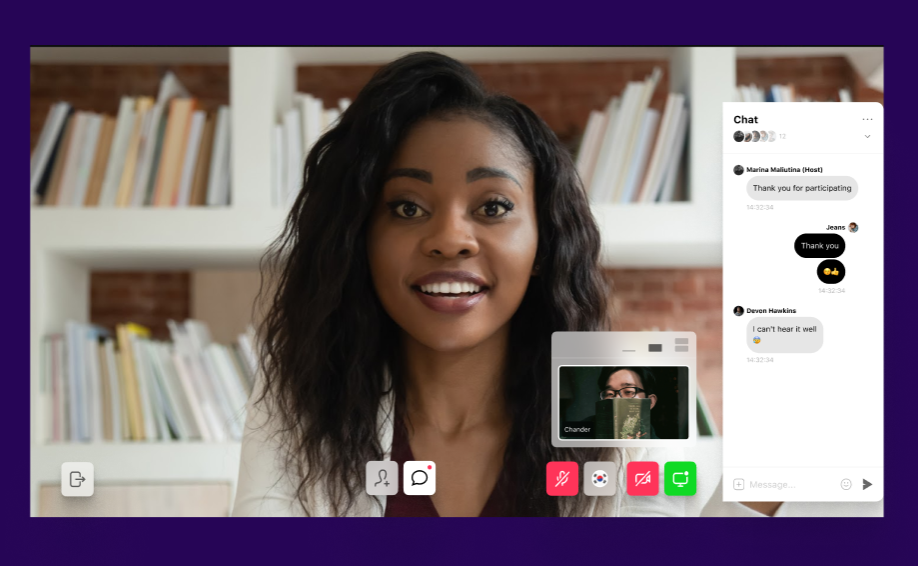 Chat
12
Marina Maliutina (Host)
Thank you for participating
14:32:34
Jeans
Thank you
14:32:34
Devon Hawkins
I can't hear it well
14:32:34
Chander
Message...